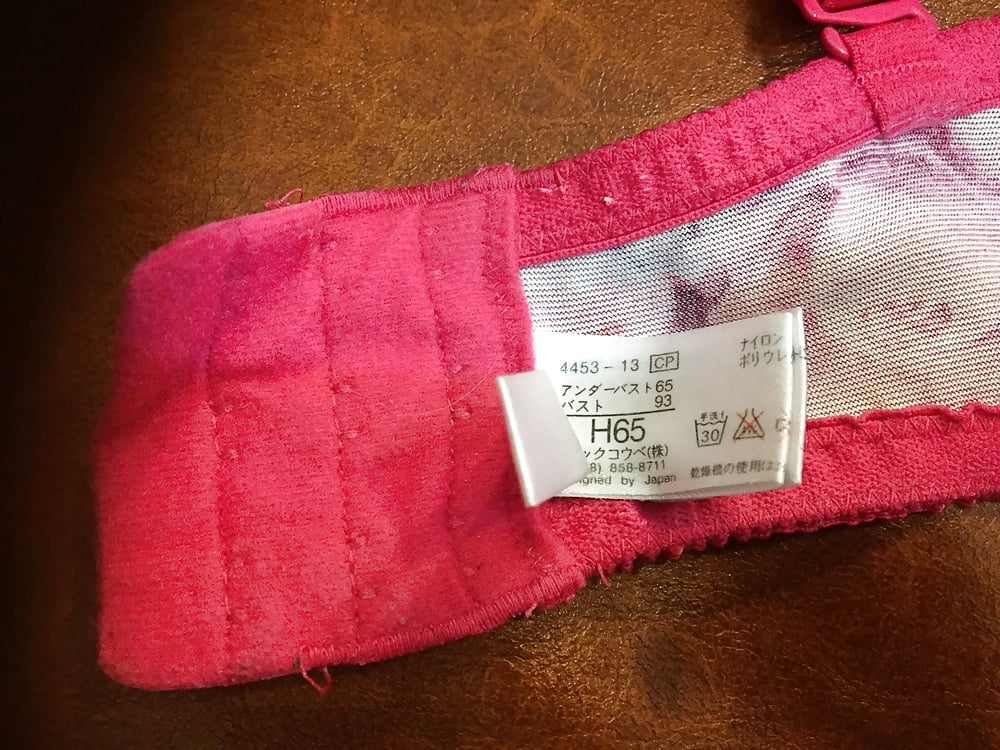 4453-13 CP
アンダーバスト65
バスト 93
H65
ックコウベ(株)
8) 858-8711
igned by Japan
ナイロン
ポリウレ
手洗イ
30
乾燥機の使用は